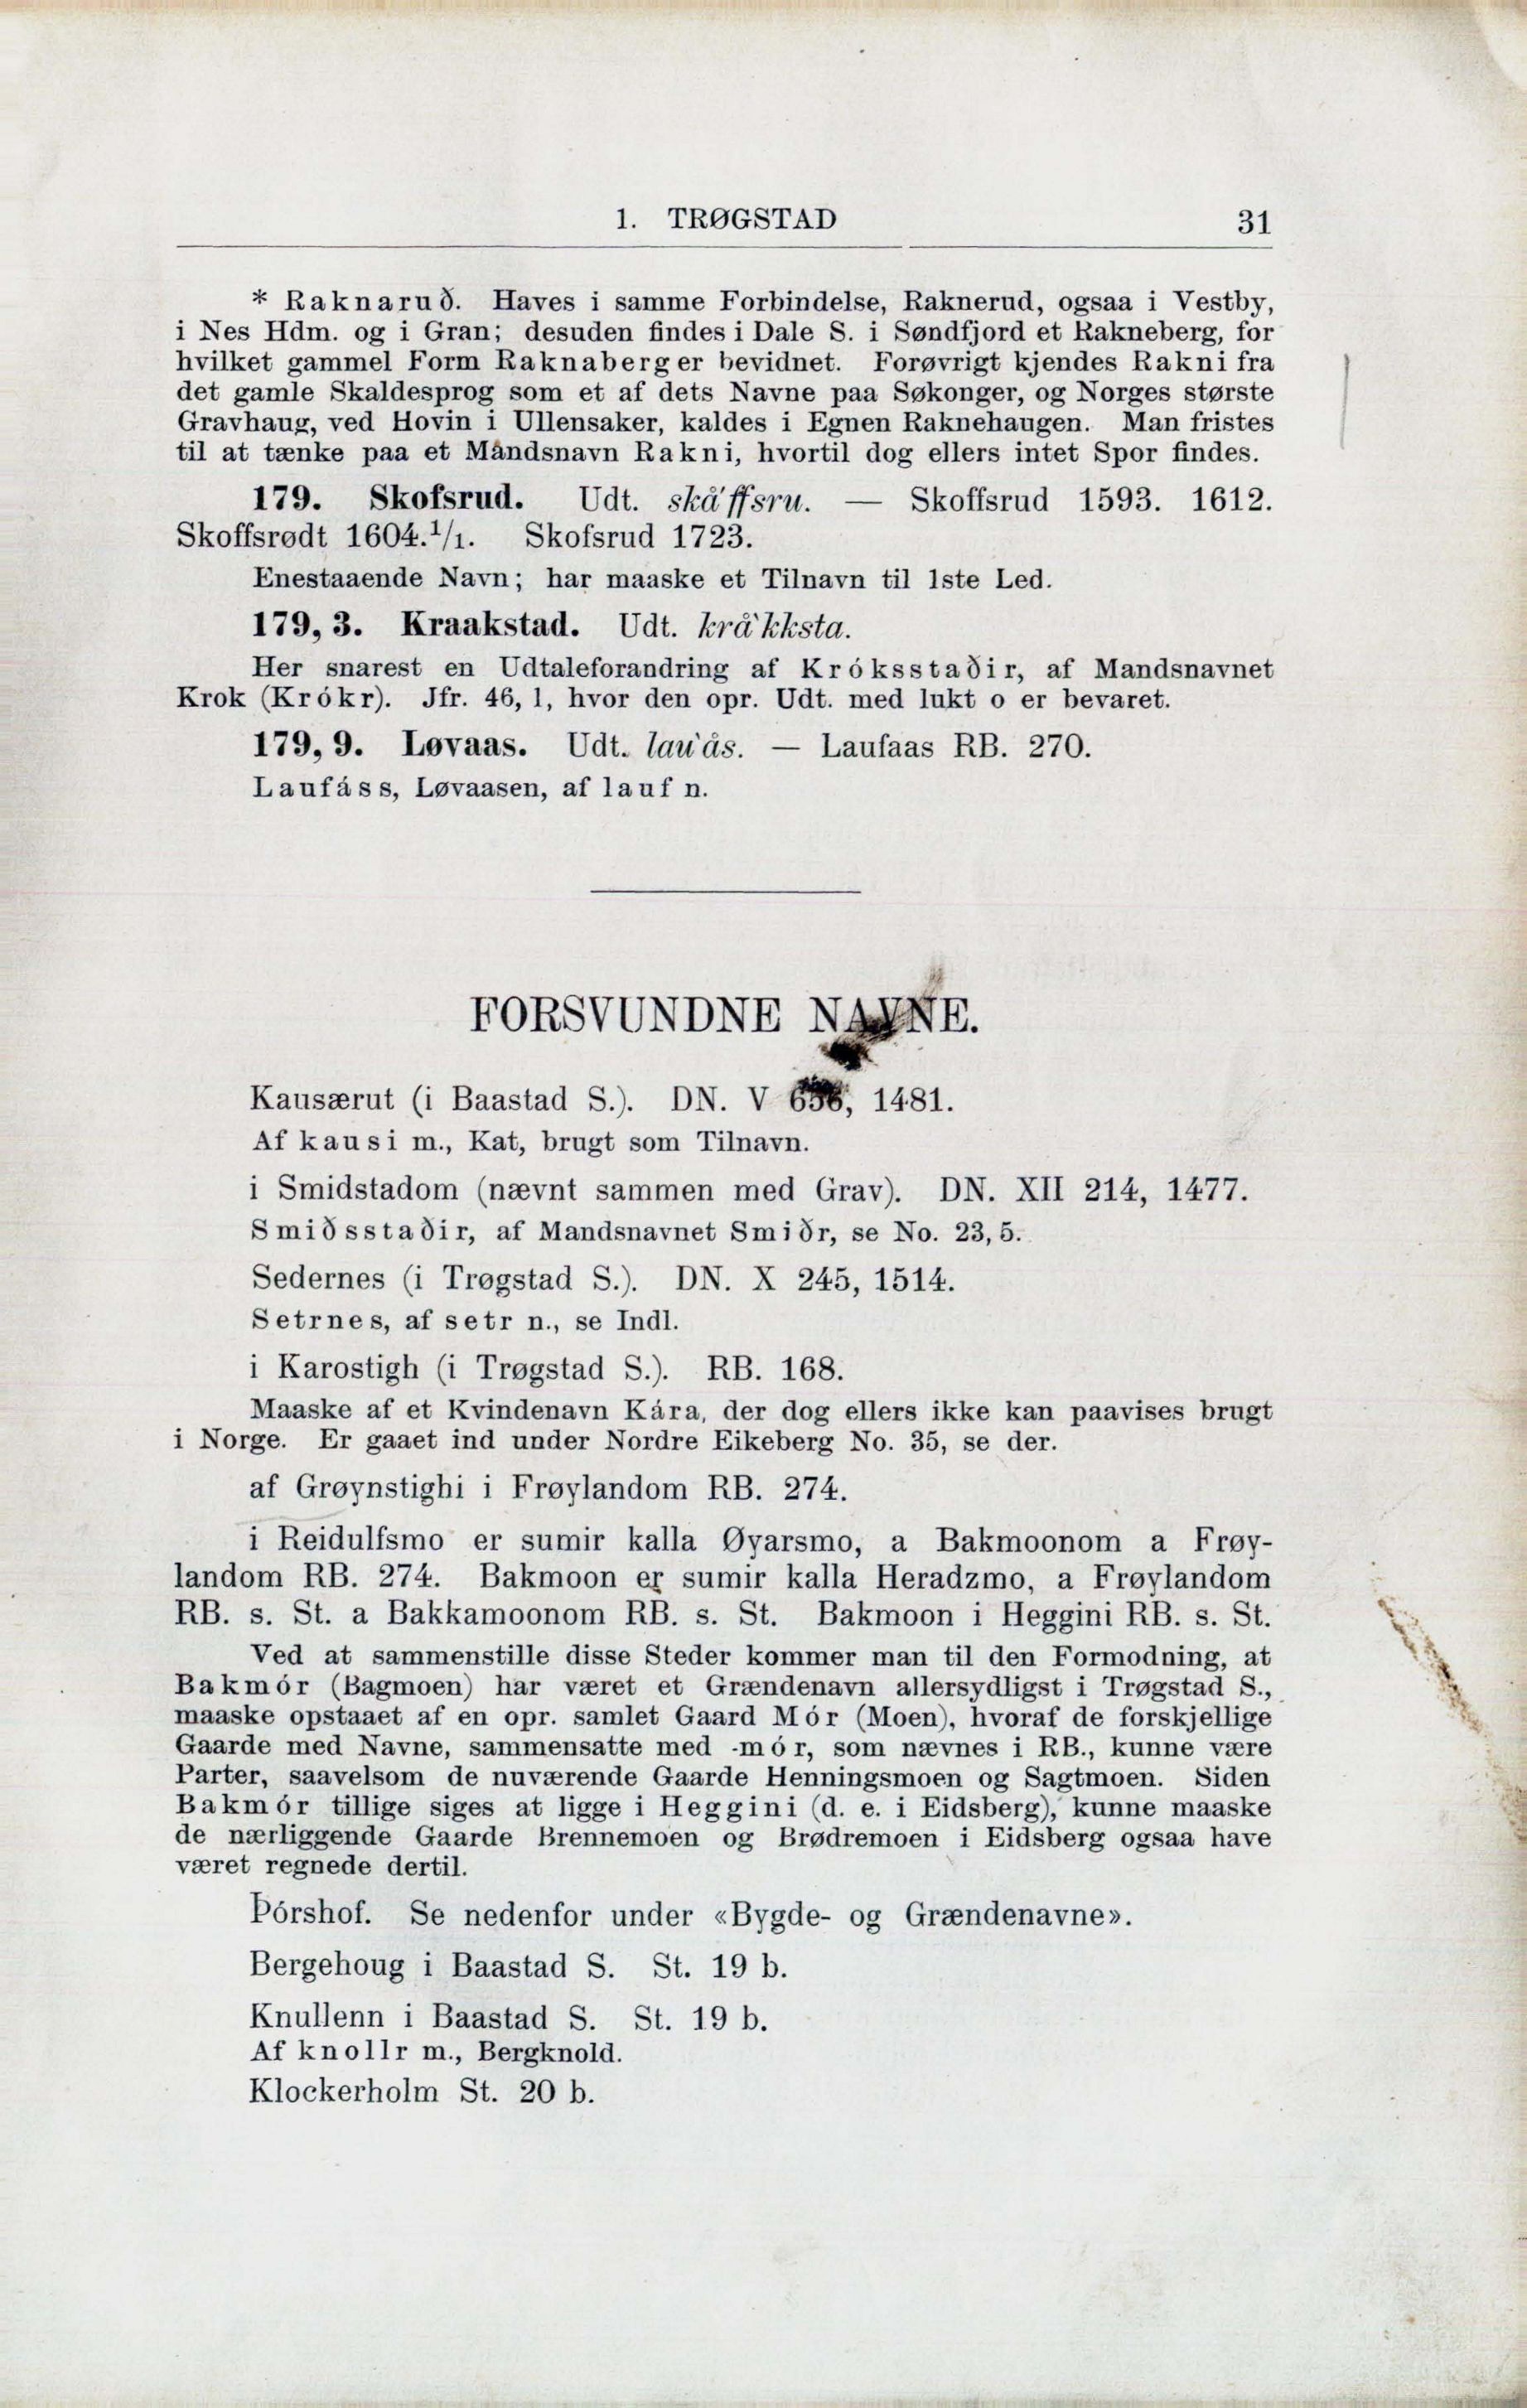 1. TRØGSTAD 31
* Raknaruð. Haves i samme Forbindelse, Raknerud, ogsaa i Vestby,
i Nes Hdm. og i Gran; desuden findes i Dale S. i Søndfjord et Rakneberg, for
hvilket gammel Form Raknaberg er bevidnet. Forøvrigt kjendes Rakni fra
det gamle Skaldesprog som et af dets Navne paa Søkonger, og Norges største
Gravhaug, ved Hovin i Ullensaker, kaldes i Egnen Raknehaugen. Man fristes
til at tænke paa et Mandsnavn Rakni, hvortil dog ellers intet Spor findes.
179. Skofsrud. Udt. skå'ffsru. — Skoffsrud 1593. 1612.
Skoffsrødt 1604.¹/₁. Skofsrud 1723.
Enestaaende Navn; har maaske et Tilnavn til 1ste Led.
179, 3. Kraakstad. Udt. krå`kksta.
Her snarest en Udtaleforandring af Króksstaðir, af Mandsnavnet
Krok (Krókr). Jfr. 46, 1, hvor den opr. Udt. med lukt o er bevaret.
179, 9. Løvaas. Udt. lau`ås. — Laufaas RB. 270.
Laufáss, Løvaasen, af lauf n.
FORSVUNDNE NAVNE.
Kausærut (i Baastad S.). DN. V 1481.
Af kausi m., Kat, brugt som Tilnavn.
i Smidstadom (nævnt sammen med Grav). DN. XII 214, 1477.
Smiðsstaðir, af Mandsnavnet Smiðr, se No. 23, 5.
Sedernes (i Trøgstad S.). DN. X 245, 1514.
Setrnes, af setr n., se Indl.
i Karostigh (i Trøgstad S.). RB. 168.
Maaske af et Kvindenavn Kára, der dog ellers ikke kan paavises brugt
i Norge. Er gaaet ind under Nordre Eikeberg No. 35, se der.
af Grøynstighi i Frøylandom RB. 274.
i Reidulfsmo er sumir kalla Øyarsmo, a Bakmoonom a Frøy-
landom RB. 274. Bakmoon er sumir kalla Heradzmo, a Frøylandom
RB. s. St. a Bakkamoonom RB. s. St. Bakmoon i Heggini RB. s. St.
Ved at sammenstille disse Steder kommer man til den Formodning, at
Bakmór (Bagmoen) har været et Grændenavn allersydligst i Trøgstad S.,
maaske opstaaet af en opr. samlet Gaard Mór (Moen), hvoraf de forskjellige
Gaarde med Navne, sammensatte med -mór, som nævnes i RB., kunne være
Parter, saavelsom de nuværende Gaarde Henningsmoen og Sagtmoen. Siden
Bakmór tillige siges at ligge i Heggini (d. e. i Eidsberg), kunne maaske
de nærliggende Gaarde Brennemoen og Brødremoen i Eidsberg ogsaa have
været regnede dertil.
Þórshof. Se nedenfor under «Bygde- og Grændenavne».
Bergehoug i Baastad S. St. 19 b.
Knullenn i Baastad S. St. 19 b.
Af knollr m., Bergknold.
Klockerholm St. 20 b.